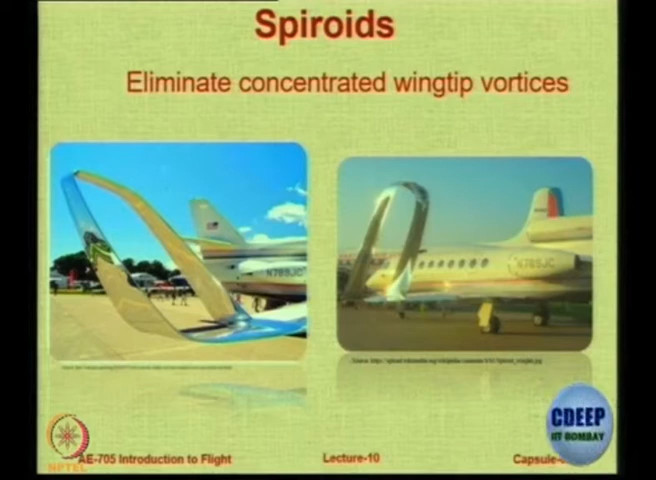 Spiroids
Eliminate concentrated wingtip vortices
N789JC
N789JC
CDEEP
IIT BOMBAY
NPTEL
AE-705 Introduction to Flight
Lecture-10